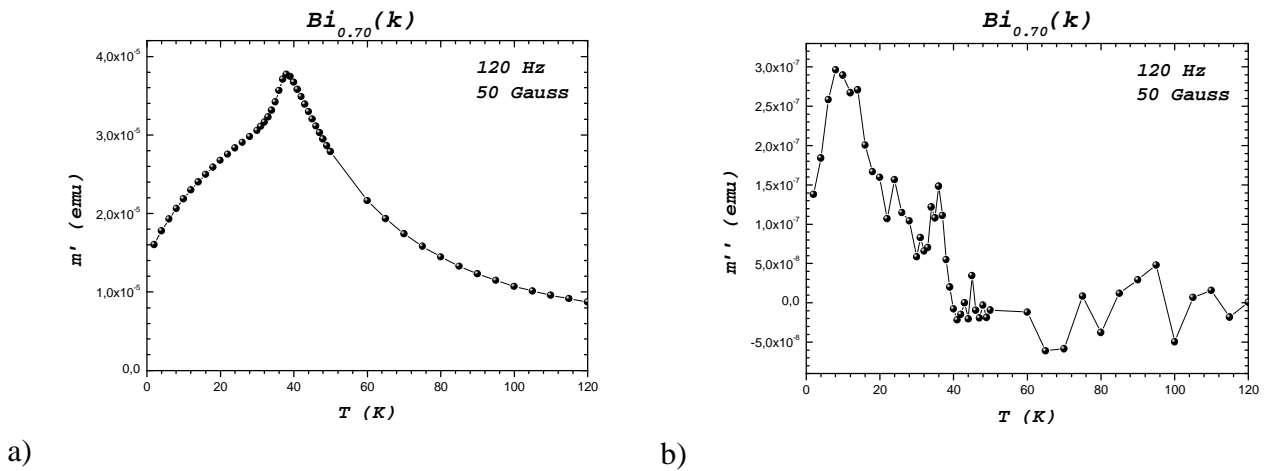 Bi0.70(k)
120 Hz
50 Gauss
4,0x10-5
3,0x10-5
2,0x10-5
1,0x10-5
0,0
m' (emu)
0 20 40 60 80 100 120
T (K)
a)
Bi0.70(k)
120 Hz
50 Gauss
3,0x10-7
2,5x10-7
2,0x10-7
1,5x10-7
1,0x10-7
5,0x10-8
0,0
-5,0x10-8
m'' (emu)
0 20 40 60 80 100 120
T (K)
b)